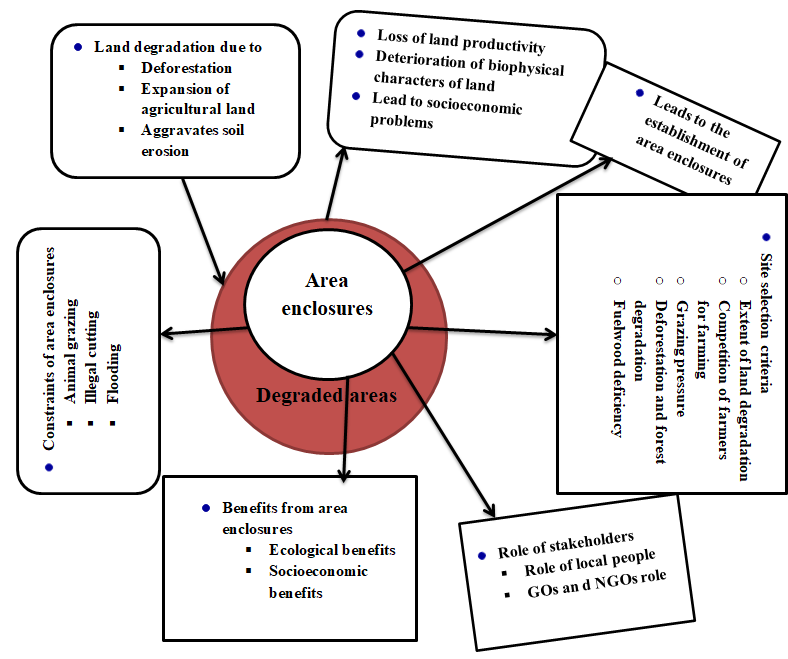 Land degradation due to
Deforestation
Expansion of
agricultural land
Aggravates soil
erosion
Loss of land productivity
Deterioration of biophysical
characters of land
Lead to socioeconomic
problems
Leads to the
establishment of
area enclosures
Area
enclosures
Degraded areas
Constraints of area enclosures
Animal grazing
Illegal cutting
Flooding
Site selection criteria
Extent of land degradation
Competition of farmers
for farming
Grazing pressure
Deforestation and forest
degradation
Fuelwood deficiency
Benefits from area
enclosures
Ecological benefits
Socioeconomic
benefits
Role of stakeholders
Role of local people
GOs an d NGOs role